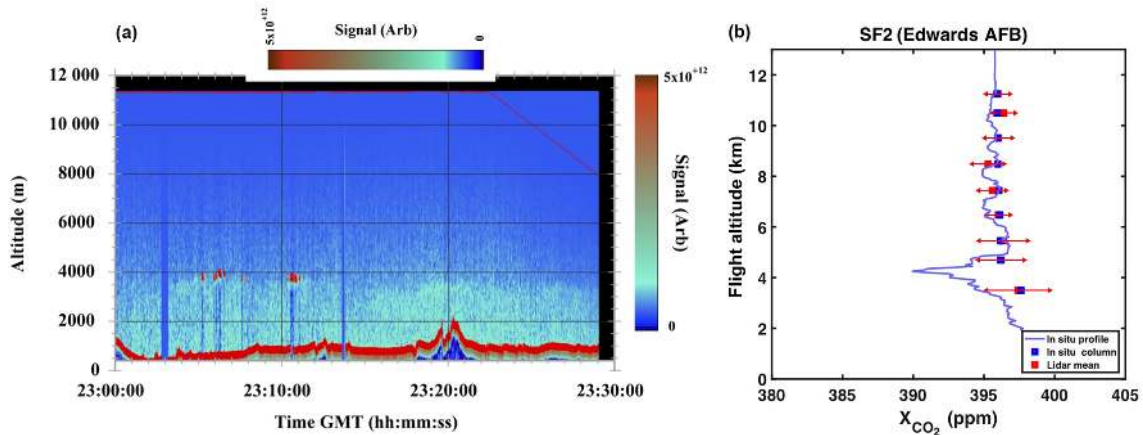 (a)
Signal (Arb)
5x10⁺¹²
0
12 000
10 000
8000
6000
4000
2000
0
Altitude (m)
23:00:00
23:10:00
23:20:00
23:30:00
Time GMT (hh:mm:ss)
5x10⁺¹²
Signal (Arb)
0
(b)
SF2 (Edwards AFB)
12
10
8
6
4
2
0
Flight altitude (km)
380
385
390
395
400
405
X_CO₂ (ppm)
In situ profile
In situ column
Lidar mean